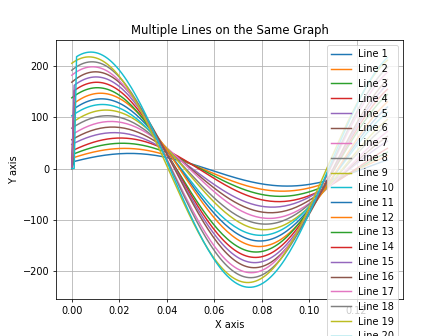 Multiple Lines on the Same Graph
Y axis
200
100
0
−100
−200
0.00 0.02 0.04 0.06 0.08 0.10
X axis
Line 1
Line 2
Line 3
Line 4
Line 5
Line 6
Line 7
Line 8
Line 9
Line 10
Line 11
Line 12
Line 13
Line 14
Line 15
Line 16
Line 17
Line 18
Line 19
Line 20